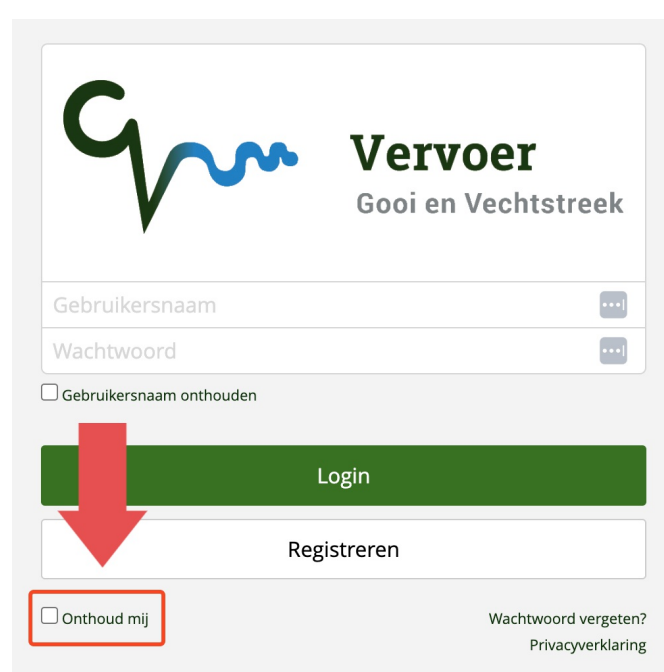 Vervoer
Gooi en Vechtstreek
Gebruikersnaam
Wachtwoord
Gebruikersnaam onthouden
Login
Registreren
Onthoud mij
Wachtwoord vergeten?
Privacyverklaring